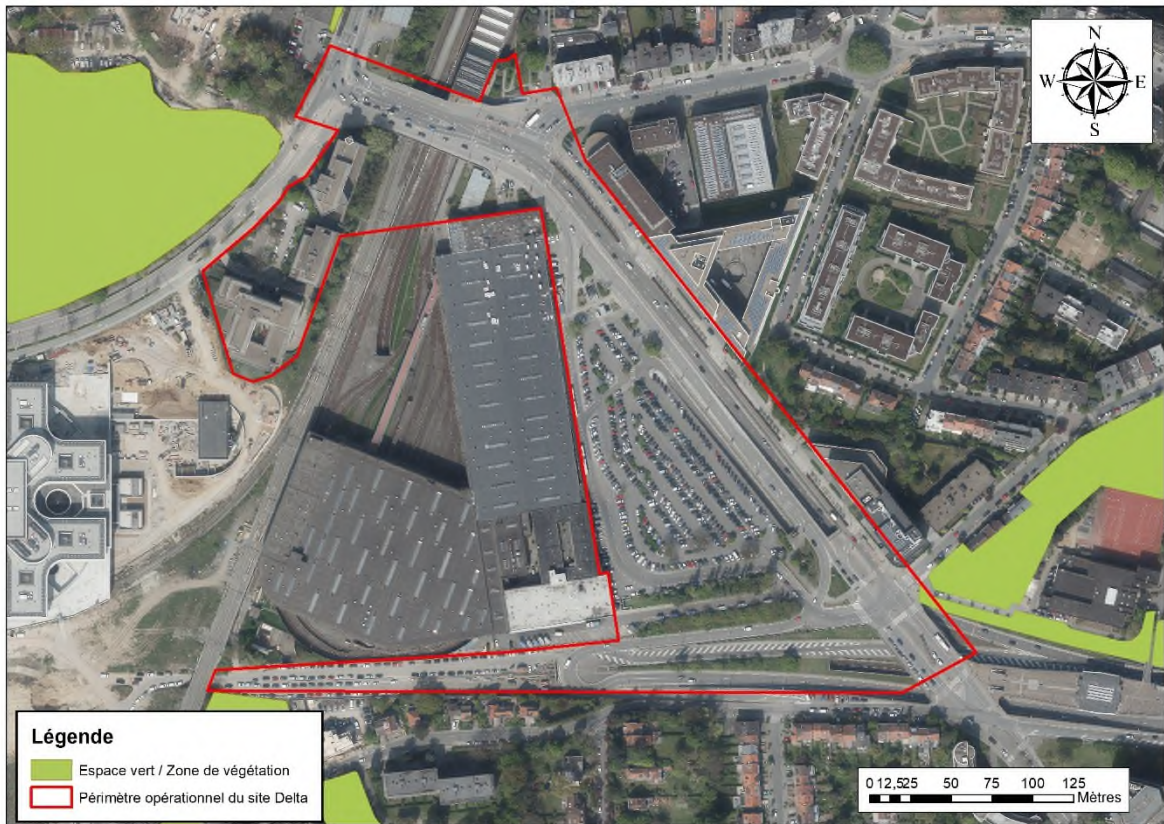 N
W E
S
Légende
Espace vert / Zone de végétation
Périmètre opérationnel du site Delta
0 12,525 50 75 100 125
Mètres